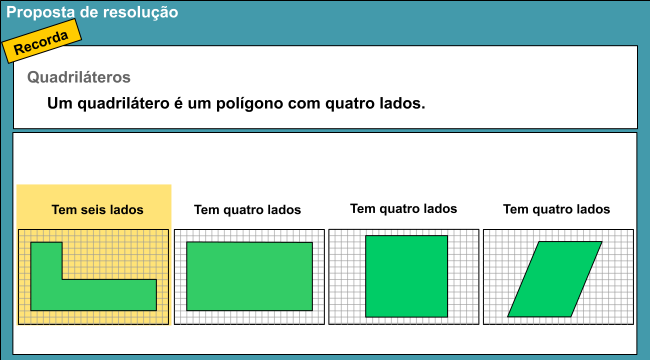 Proposta de resolução
Recorda
Quadriláteros
Um quadrilátero é um polígono com quatro lados.
Tem seis lados
Tem quatro lados
Tem quatro lados
Tem quatro lados